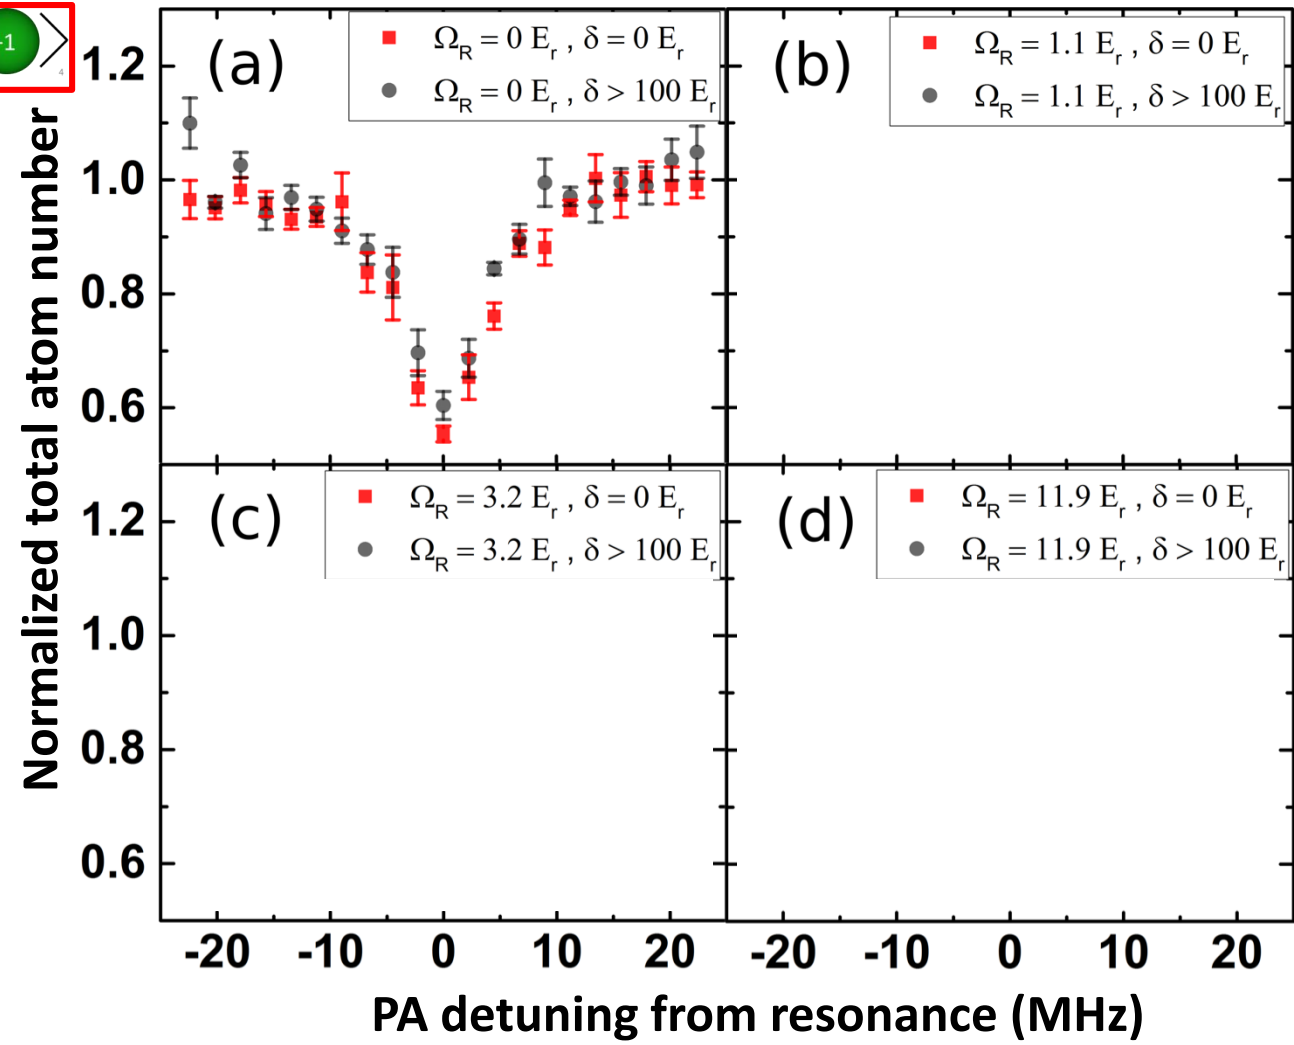 -1
4
(a)
Ω_R = 0 E_r , δ = 0 E_r
Ω_R = 0 E_r , δ > 100 E_r
(b)
Ω_R = 1.1 E_r , δ = 0 E_r
Ω_R = 1.1 E_r , δ > 100 E_r
1.2
1.0
0.8
0.6
(c)
Ω_R = 3.2 E_r , δ = 0 E_r
Ω_R = 3.2 E_r , δ > 100 E_r
(d)
Ω_R = 11.9 E_r , δ = 0 E_r
Ω_R = 11.9 E_r , δ > 100 E_r
1.2
1.0
0.8
0.6
Normalized total atom number
-20 -10 0 10 20
-20 -10 0 10 20
PA detuning from resonance (MHz)